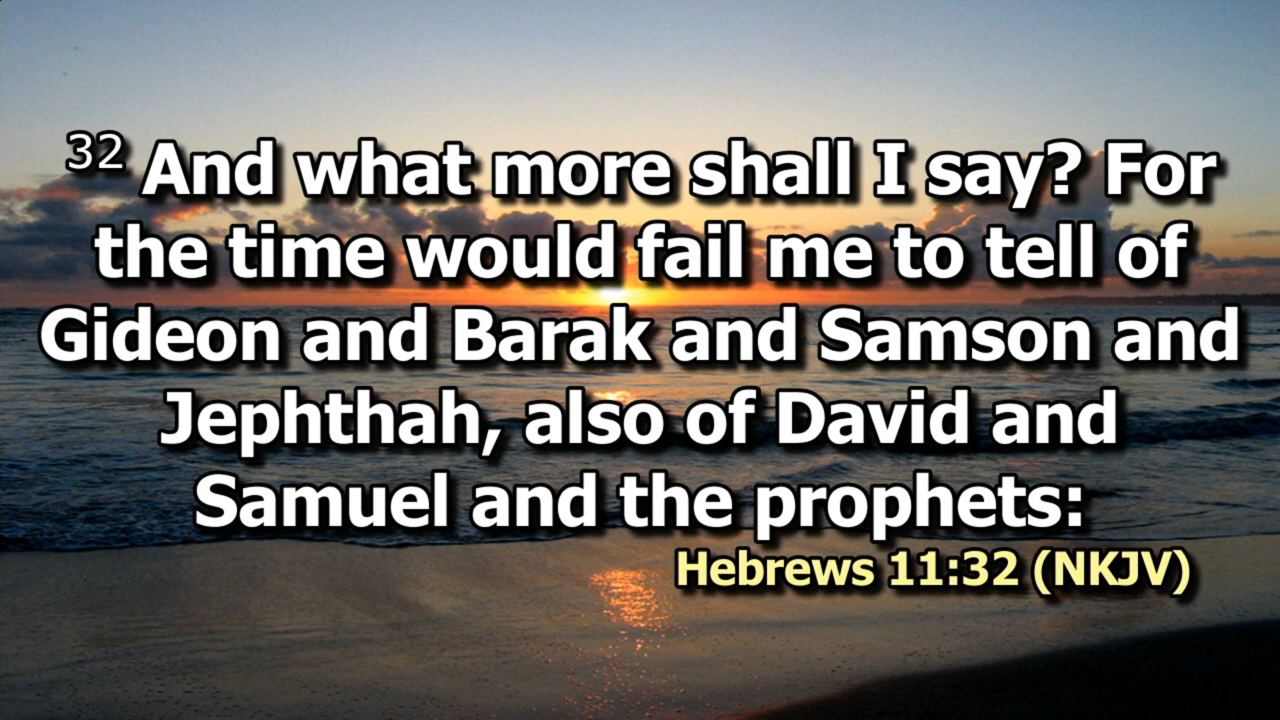 32 And what more shall I say? For
the time would fail me to tell of
Gideon and Barak and Samson and
Jephthah, also of David and
Samuel and the prophets:
Hebrews 11:32 (NKJV)